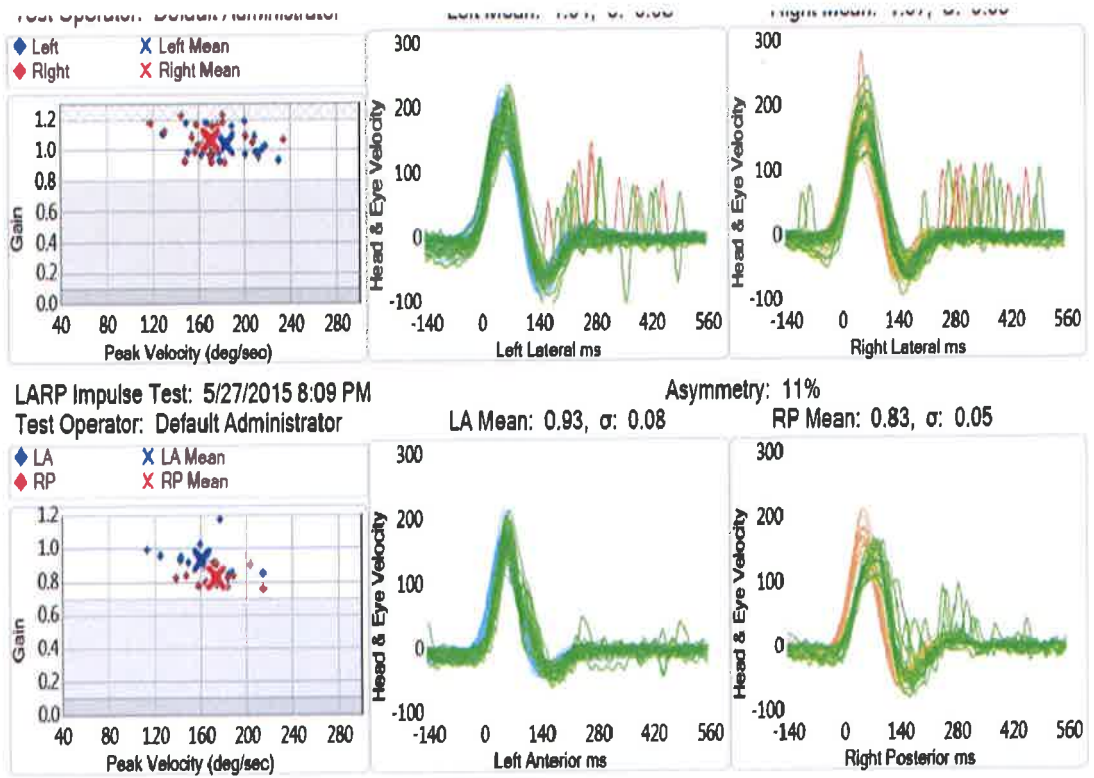 Test Operator: Default Administrator
Left Mean:
Right Mean:
Left
Left Mean
Right
Right Mean
Gain
1.2
1.0
0.8
0.6
0.4
0.2
0.0
40 80 120 160 200 240 280
Peak Velocity (deg/sec)
Head & Eye Velocity
300
200
100
0
-100
-140 0 140 280 420 560
Left Lateral ms
Head & Eye Velocity
300
200
100
0
-100
-140 0 140 280 420 560
Right Lateral ms
LARP Impulse Test: 5/27/2015 8:09 PM
Asymmetry: 11%
Test Operator: Default Administrator
LA Mean: 0.93, σ: 0.08
RP Mean: 0.83, σ: 0.05
LA
LA Mean
RP
RP Mean
Gain
1.2
1.0
0.8
0.6
0.4
0.2
0.0
40 80 120 160 200 240 280
Peak Velocity (deg/sec)
Head & Eye Velocity
300
200
100
0
-100
-140 0 140 280 420 560
Left Anterior ms
Head & Eye Velocity
300
200
100
0
-100
-140 0 140 280 420 560
Right Posterior ms